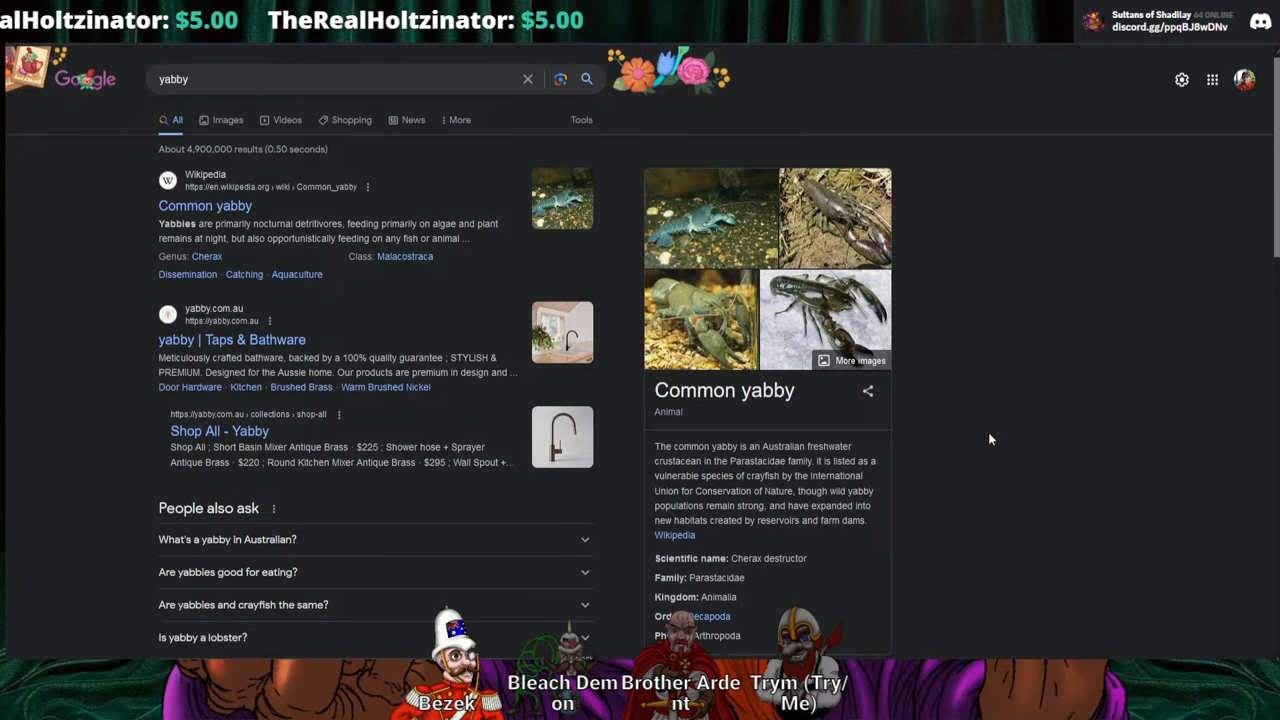 alHoltzinator: $5.00 TheRealHoltzinator: $5.00
Sultans of Shadilay 64 ONLINE
discord.gg/ppqBJ8wDNv
Google
yabby
All Images Videos Shopping News More Tools
About 4,900,000 results (0.50 seconds)
W Wikipedia
https://en.wikipedia.org › wiki › Common_yabby
Common yabby
Yabbies are primarily nocturnal detritivores, feeding primarily on algae and plant
remains at night, but also opportunistically feeding on any fish or animal ...
Genus: Cherax Class: Malacostraca
Dissemination · Catching · Aquaculture
Y yabby.com.au
https://yabby.com.au
yabby | Taps & Bathware
Meticulously crafted bathware, backed by a 100% quality guarantee ; STYLISH &
PREMIUM. Designed for the Aussie home. Our products are premium in design and ...
Door Hardware · Kitchen · Brushed Brass · Warm Brushed Nickel
https://yabby.com.au › collections › shop-all
Shop All - Yabby
Shop All ; Short Basin Mixer Antique Brass · $225 ; Shower hose + Sprayer
Antique Brass · $220 ; Round Kitchen Mixer Antique Brass · $295 ; Wall Spout +...
People also ask
What's a yabby in Australian?
Are yabbies good for eating?
Are yabbies and crayfish the same?
Is yabby a lobster?
More images
Common yabby
Animal
The common yabby is an Australian freshwater
crustacean in the Parastacidae family. It is listed as a
vulnerable species of crayfish by the International
Union for Conservation of Nature, though wild yabby
populations remain strong, and have expanded into
new habitats created by reservoirs and farm dams.
Wikipedia
Scientific name: Cherax destructor
Family: Parastacidae
Kingdom: Animalia
Ord ecapoda
Ph Arthropoda
Bezek
Bleach Dem
on
Brother Arde
nt
Trym (Try/
Me)